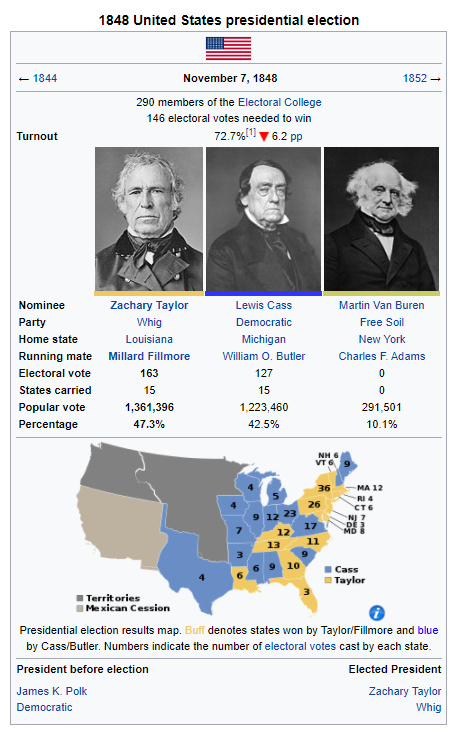 1848 United States presidential election
← 1844 November 7, 1848 1852 →
290 members of the Electoral College
146 electoral votes needed to win
Turnout 72.7%[1] ▼ 6.2 pp
Nominee Zachary Taylor Lewis Cass Martin Van Buren
Party Whig Democratic Free Soil
Home state Louisiana Michigan New York
Running mate Millard Fillmore William O. Butler Charles F. Adams
Electoral vote 163 127 0
States carried 15 15 0
Popular vote 1,361,396 1,223,460 291,501
Percentage 47.3% 42.5% 10.1%
NH 6
VT 6
9
4
5
36
MA 12
RI 4
CT 6
26
NJ 7
DE 3
MD 8
4
9 12 23
17
7
12
13
11
3
9
6 9 10
4
6
3
Cass
Taylor
Territories
Mexican Cession
i
Presidential election results map. Buff denotes states won by Taylor/Fillmore and blue
by Cass/Butler. Numbers indicate the number of electoral votes cast by each state.
President before election Elected President
James K. Polk Zachary Taylor
Democratic Whig